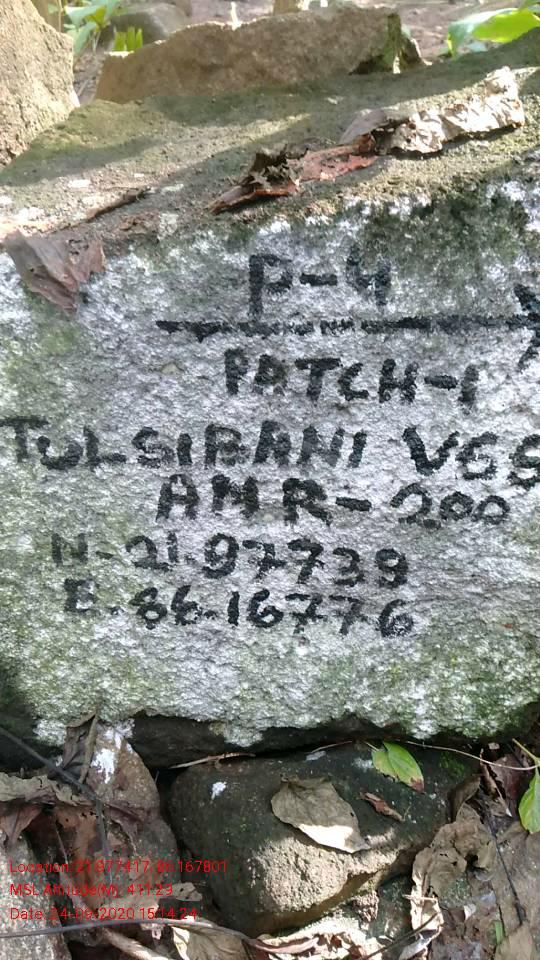 P-4
PATCH-1
TULSIBANI VSS
AMR-200
N-21.97739
E.86.16776
Location: 21.977417, 86.167801
MSL Altitude(M): 411.23
Date: 24-09-2020 15:14:24